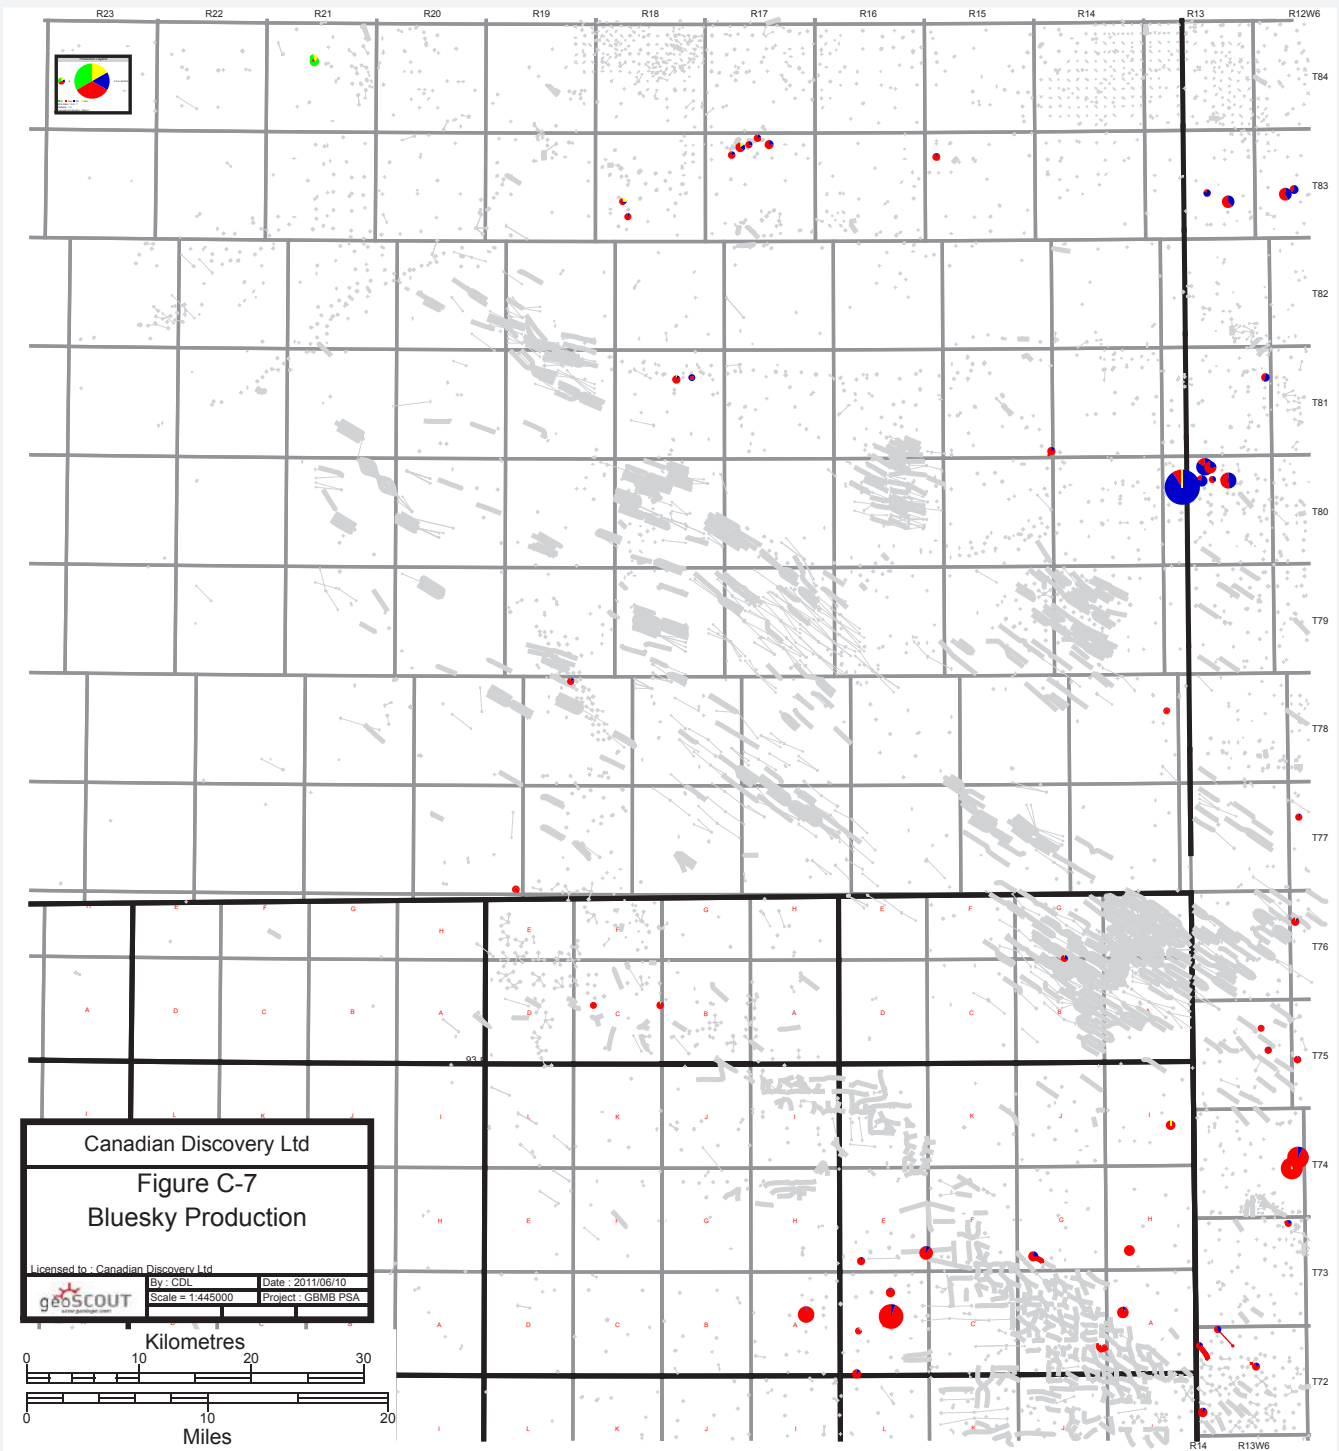 R23 R22 R21 R20 R19 R18 R17 R16 R15 R14 R13 R12W6
T84
T83
T82
T81
T80
T79
T78
T77
E F G H E F G H E F G
T76
A D C B A D C B A D C B
93
T75
I L K J I L K J I K J I
T74
H E F G H E F G H
T73
A D C B A C A
T72
I L K J I L K J
R14 R13W6
Canadian Discovery Ltd
Figure C-7
Bluesky Production
Licensed to : Canadian Discovery Ltd
geoSCOUT
By : CDL
Date : 2011/06/10
Scale = 1:445000
Project : GBMB PSA
Kilometres
0 10 20 30
0 10 20
Miles